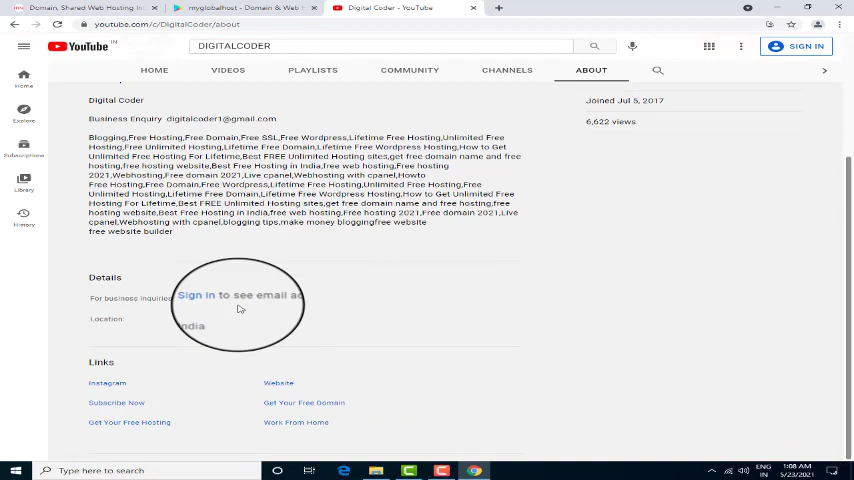 Domain, Shared Web Hosting In
myglobalhost - Domain & Web H
Digital Coder - YouTube
youtube.com/c/DigitalCoder/about
YouTube IN
DIGITALCODER
SIGN IN
HOME VIDEOS PLAYLISTS COMMUNITY CHANNELS ABOUT
Home
Explore
Subscriptions
Library
History
Digital Coder
Business Enquiry digitalcoder1@gmail.com
Blogging,Free Hosting,Free Domain,Free SSL,Free Wordpress,Lifetime Free Hosting,Unlimited Free
Hosting,Free Unlimited Hosting,Lifetime Free Domain,Lifetime Free Wordpress Hosting,How to Get
Unlimited Free Hosting For Lifetime,Best FREE Unlimited Hosting sites,get free domain name and free
hosting,free hosting website,Best Free Hosting in India,free web hosting,Free hosting
2021,Webhosting,Free domain 2021,Live cpanel,Webhosting with cpanel,Howto
Free Hosting,Free Domain,Free Wordpress,Lifetime Free Hosting,Unlimited Free Hosting,Free
Unlimited Hosting,Lifetime Free Domain,Lifetime Free Wordpress Hosting,How to Get Unlimited Free
Hosting For Lifetime,Best FREE Unlimited Hosting sites,get free domain name and free hosting,free
hosting website,Best Free Hosting in India,free web hosting,Free hosting 2021,Free domain 2021,Live
cpanel,Webhosting with cpanel,blogging tips,make money bloggingfree website
free website builder
Joined Jul 5, 2017
6,622 views
Details
For business inquiries: Sign in to see email ad
Location: India
Links
Instagram Website
Subscribe Now Get Your Free Domain
Get Your Free Hosting Work From Home
Type here to search
ENG
IN
1:08 AM
5/23/2021